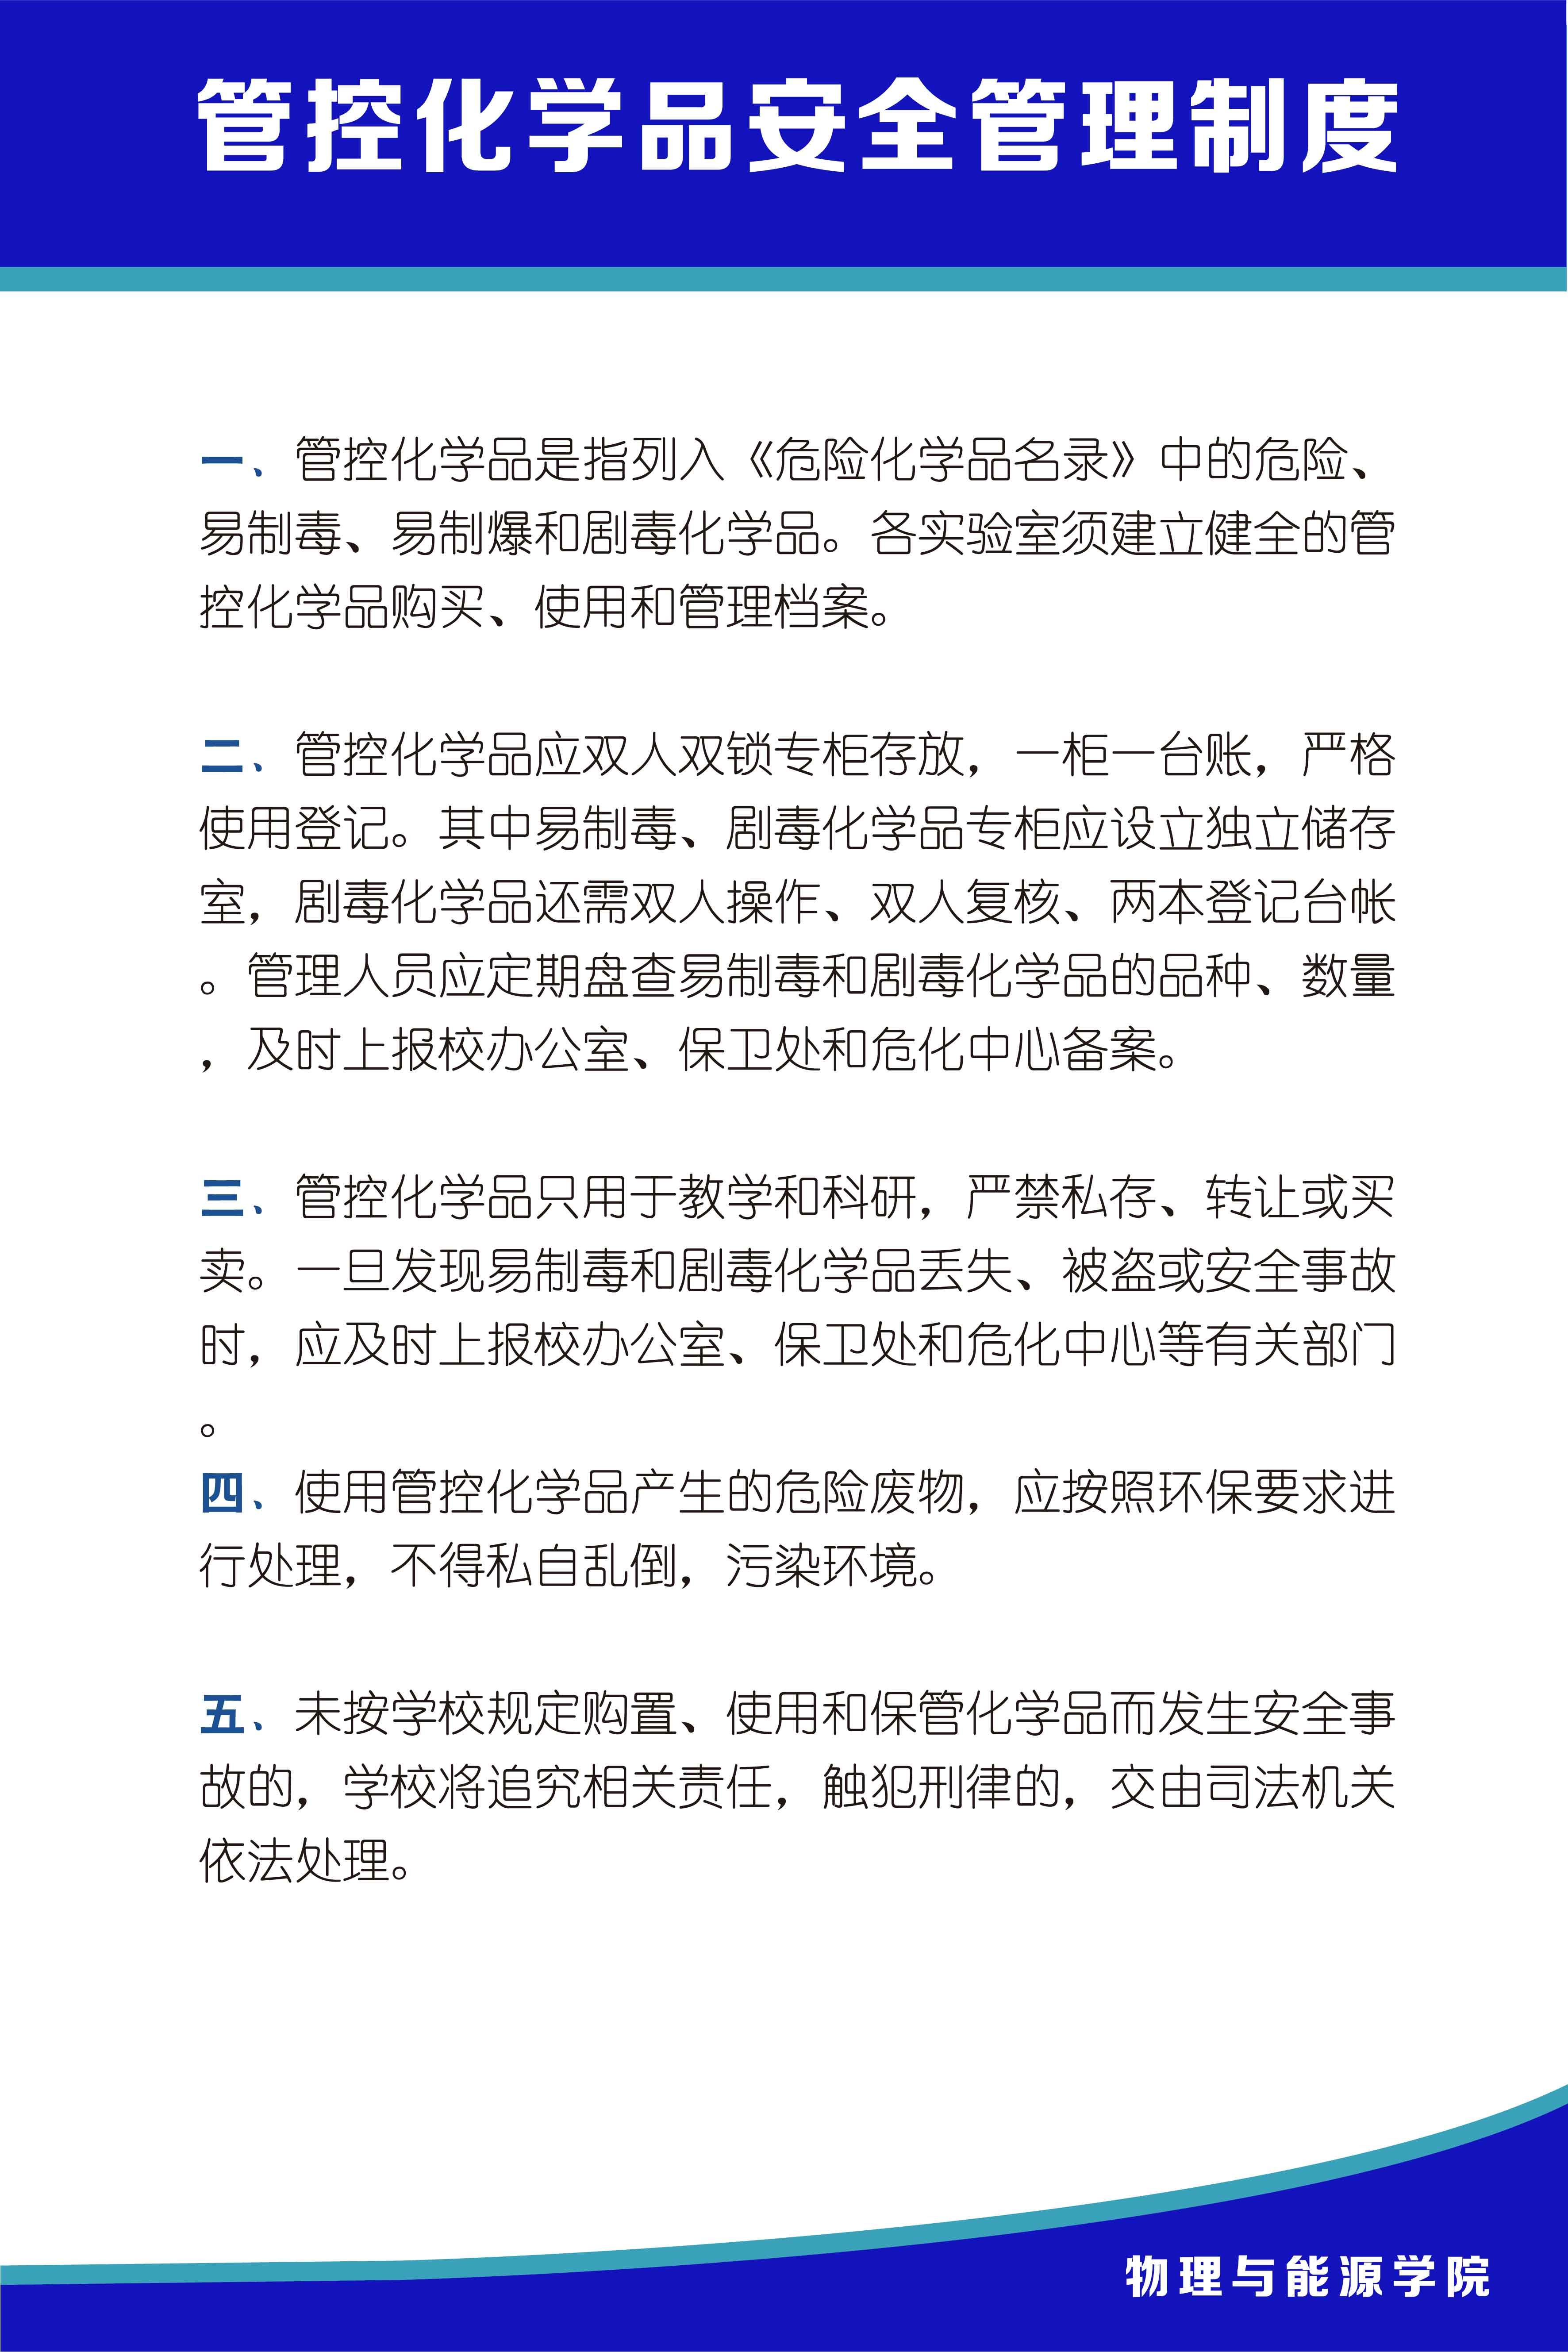 管控化学品安全管理制度
一、管控化学品是指列入《危险化学品名录》中的危险、
易制毒、易制爆和剧毒化学品。各实验室须建立健全的管
控化学品购买、使用和管理档案。
二、管控化学品应双人双锁专柜存放，一柜一台账，严格
使用登记。其中易制毒、剧毒化学品专柜应设立独立储存
室，剧毒化学品还需双人操作、双人复核、两本登记台帐
。管理人员应定期盘查易制毒和剧毒化学品的品种、数量
，及时上报校办公室、保卫处和危化中心备案。
三、管控化学品只用于教学和科研，严禁私存、转让或买
卖。一旦发现易制毒和剧毒化学品丢失、被盗或安全事故
时，应及时上报校办公室、保卫处和危化中心等有关部门
。
四、使用管控化学品产生的危险废物，应按照环保要求进
行处理，不得私自乱倒，污染环境。
五、未按学校规定购置、使用和保管化学品而发生安全事
故的，学校将追究相关责任，触犯刑律的，交由司法机关
依法处理。
物理与能源学院